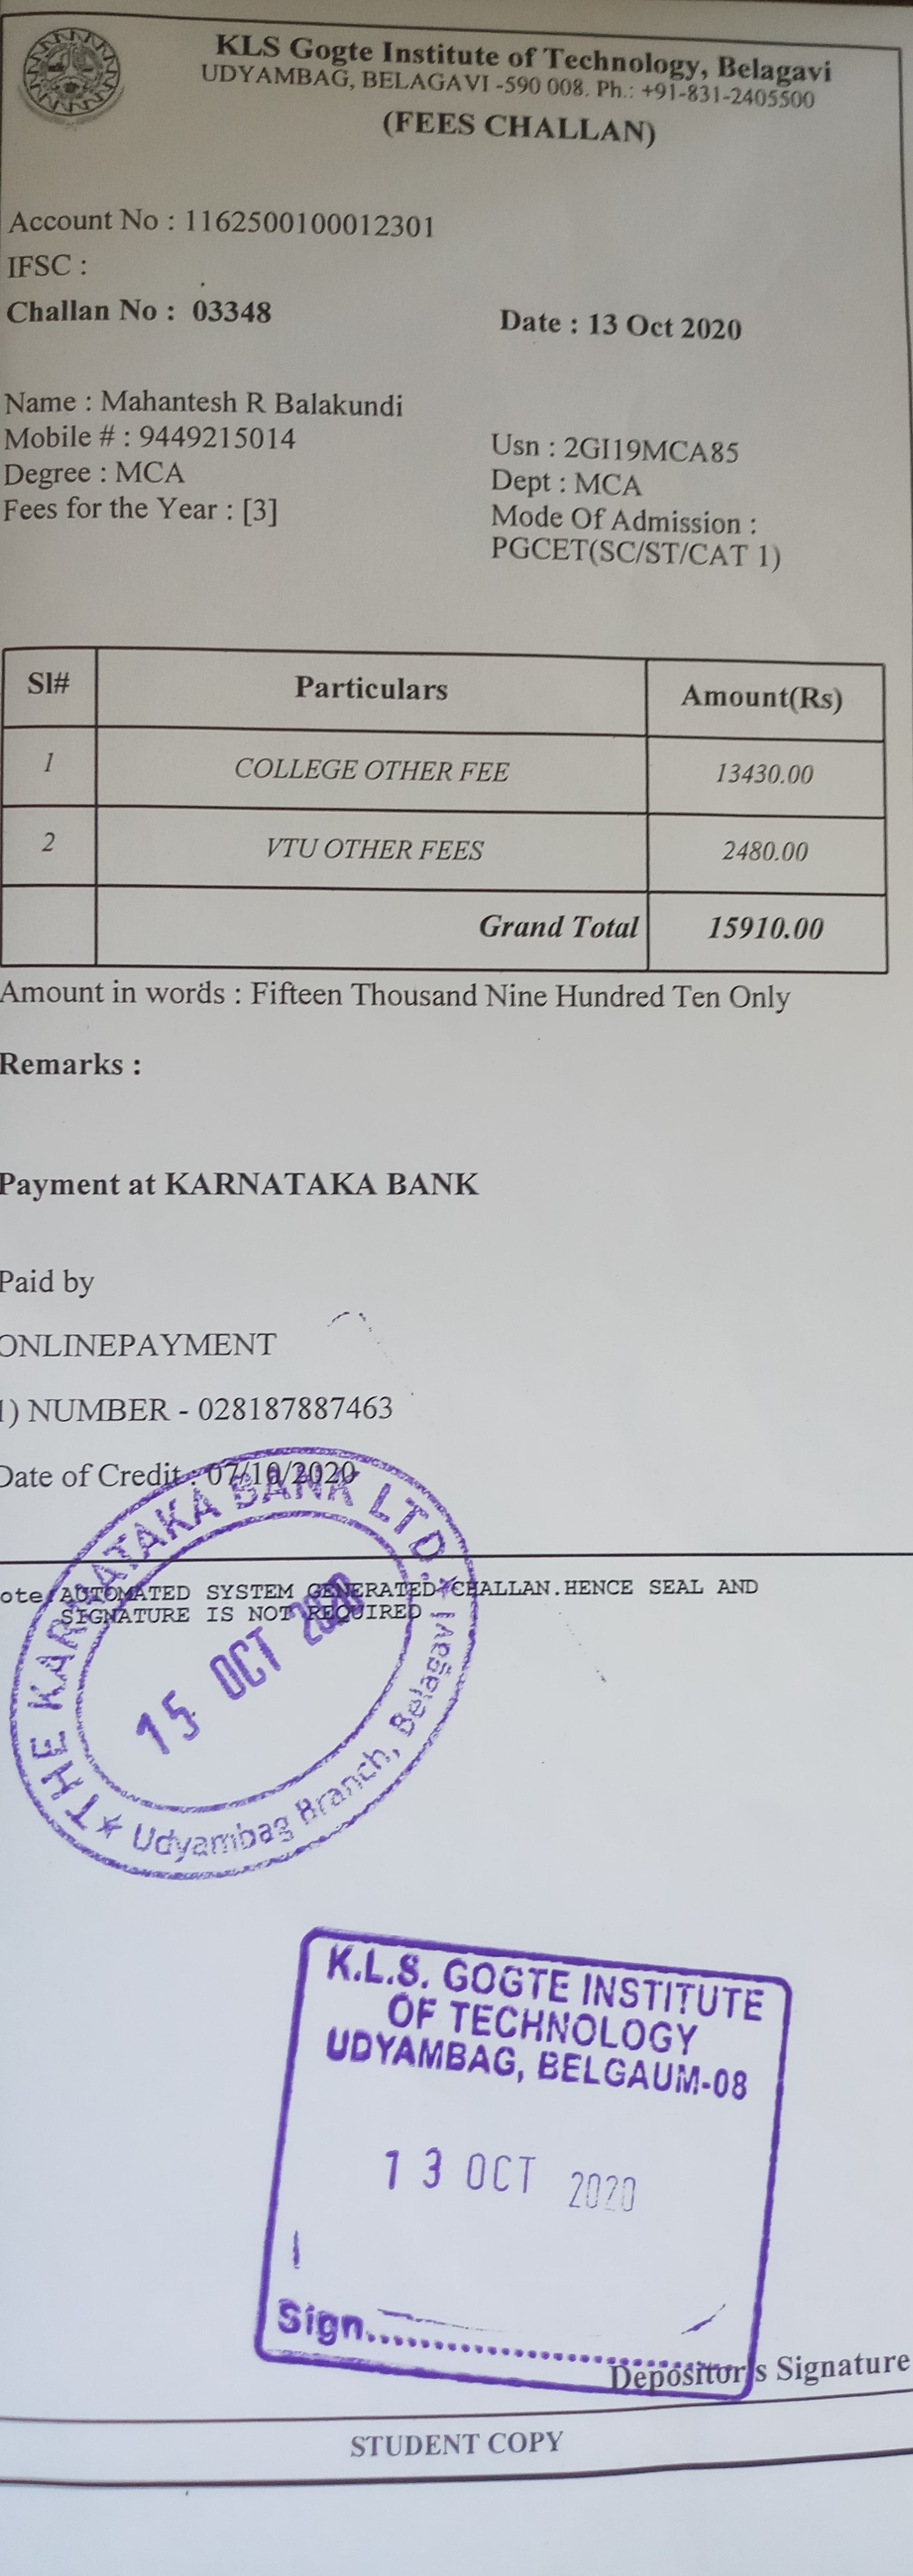 KLS Gogte Institute of Technology, Belagavi
UDYAMBAG, BELAGAVI -590 008. Ph.: +91-831-2405500
(FEES CHALLAN)
Account No : 1162500100012301
IFSC :
Challan No : 03348
Date : 13 Oct 2020
Name : Mahantesh R Balakundi
Mobile # : 9449215014
Usn : 2GI19MCA85
Degree : MCA
Dept : MCA
Fees for the Year : [3]
Mode Of Admission :
PGCET(SC/ST/CAT 1)
Sl# Particulars Amount(Rs)
1 COLLEGE OTHER FEE 13430.00
2 VTU OTHER FEES 2480.00
Grand Total 15910.00
Amount in words : Fifteen Thousand Nine Hundred Ten Only
Remarks :
Payment at KARNATAKA BANK
Paid by
ONLINEPAYMENT
1) NUMBER - 028187887463
Date of Credit : 07/10/2020
ote AUTOMATED SYSTEM GENERATED CHALLAN.HENCE SEAL AND
SIGNATURE IS NOT REQUIRED
THE KARNATAKA BANK LTD.
15 OCT 2020
Udyambag Branch, Belagavi
K.L.S. GOGTE INSTITUTE
OF TECHNOLOGY
UDYAMBAG, BELGAUM-08
13 OCT 2020
Sign
Depositor's Signature
STUDENT COPY